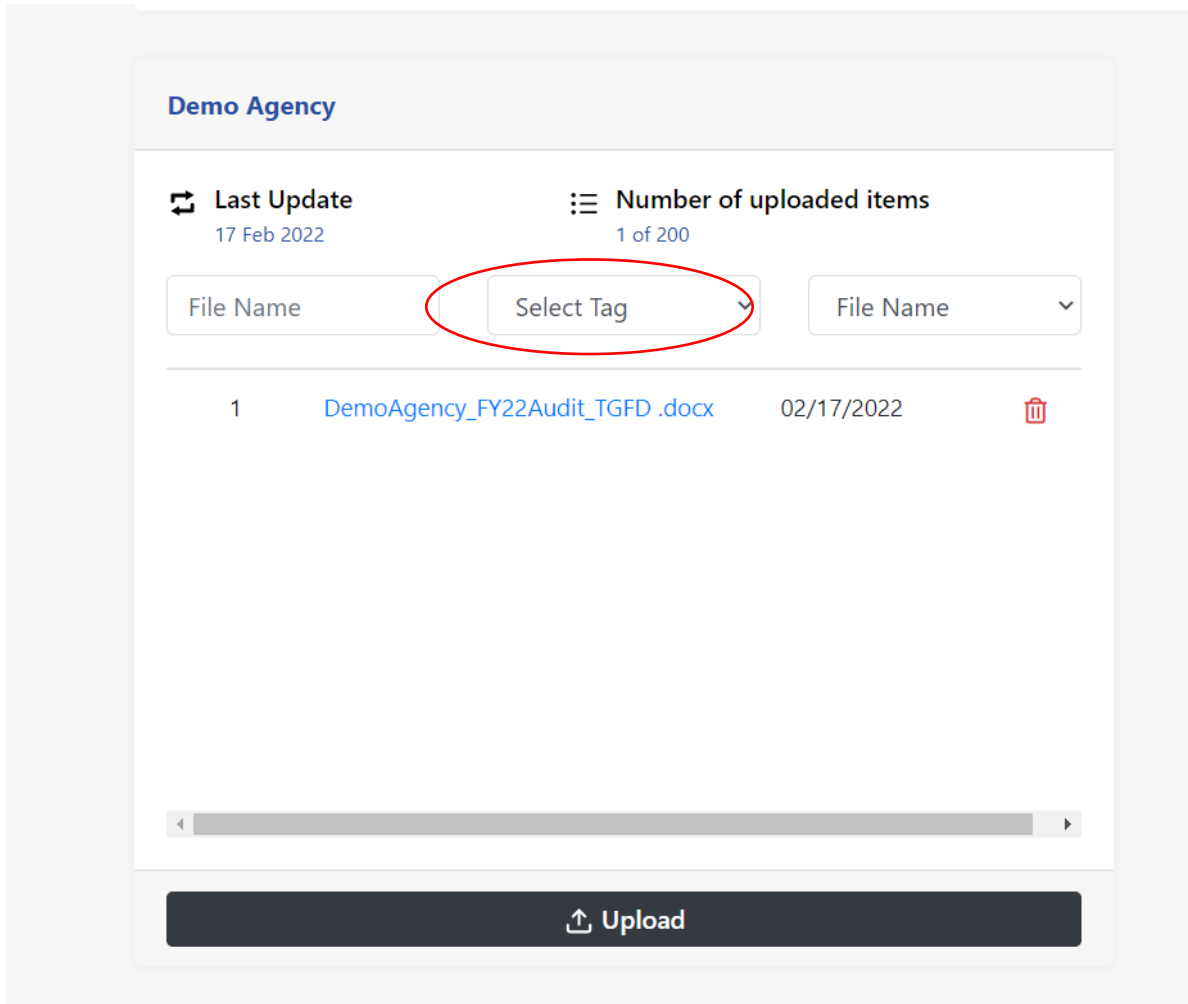 Demo Agency
Last Update
Number of uploaded items
17 Feb 2022
1 of 200
File Name
Select Tag
File Name
1 DemoAgency_FY22Audit_TGFD .docx 02/17/2022
Upload